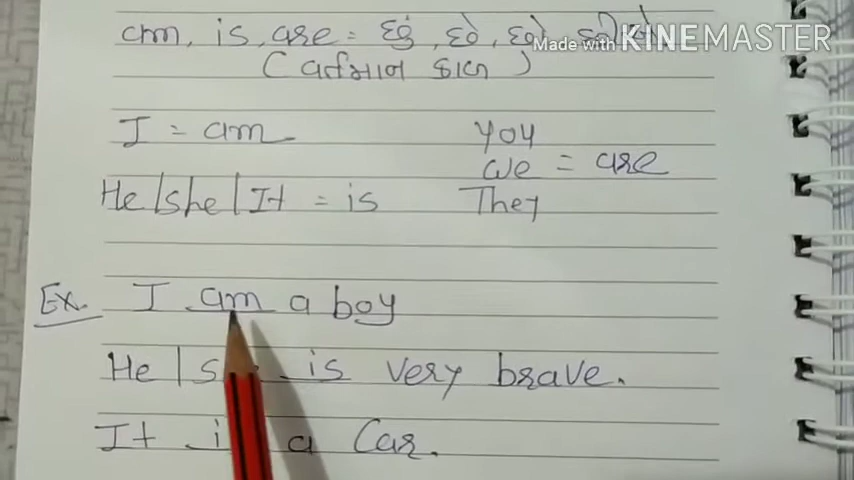 am, is, are = છું, છે,
Made with KINEMASTER
(વર્તમાન કાળ)
I = am
You
we = are
They
He/she/It = is
Ex. I am a boy
He / is very brave.
It a Car.